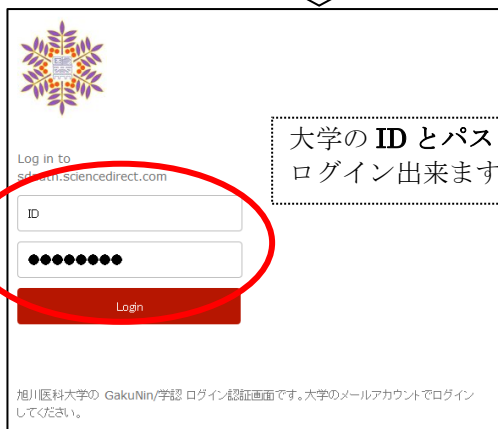 大学の ID とパス
ログイン出来ます
Log in to
sdauth.sciencedirect.com
ID
●●●●●●●●
Login
旭川医科大学の GakuNin/学認 ログイン認証画面です。大学のメールアカウントでログイン
してください。